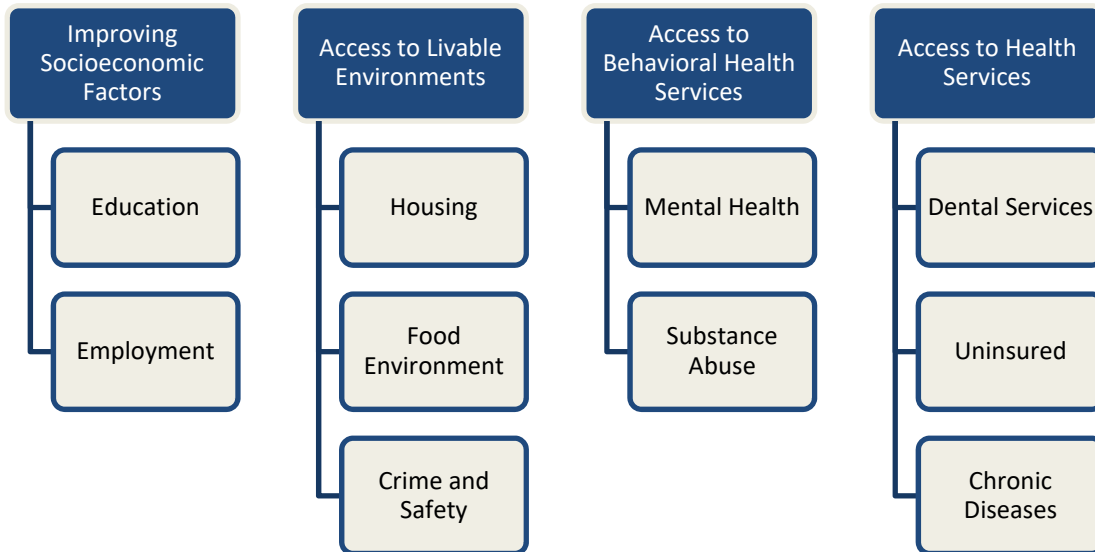 Improving
Socioeconomic
Factors
Education
Employment
Access to Livable
Environments
Housing
Food
Environment
Crime and
Safety
Access to
Behavioral Health
Services
Mental Health
Substance
Abuse
Access to Health
Services
Dental Services
Uninsured
Chronic
Diseases